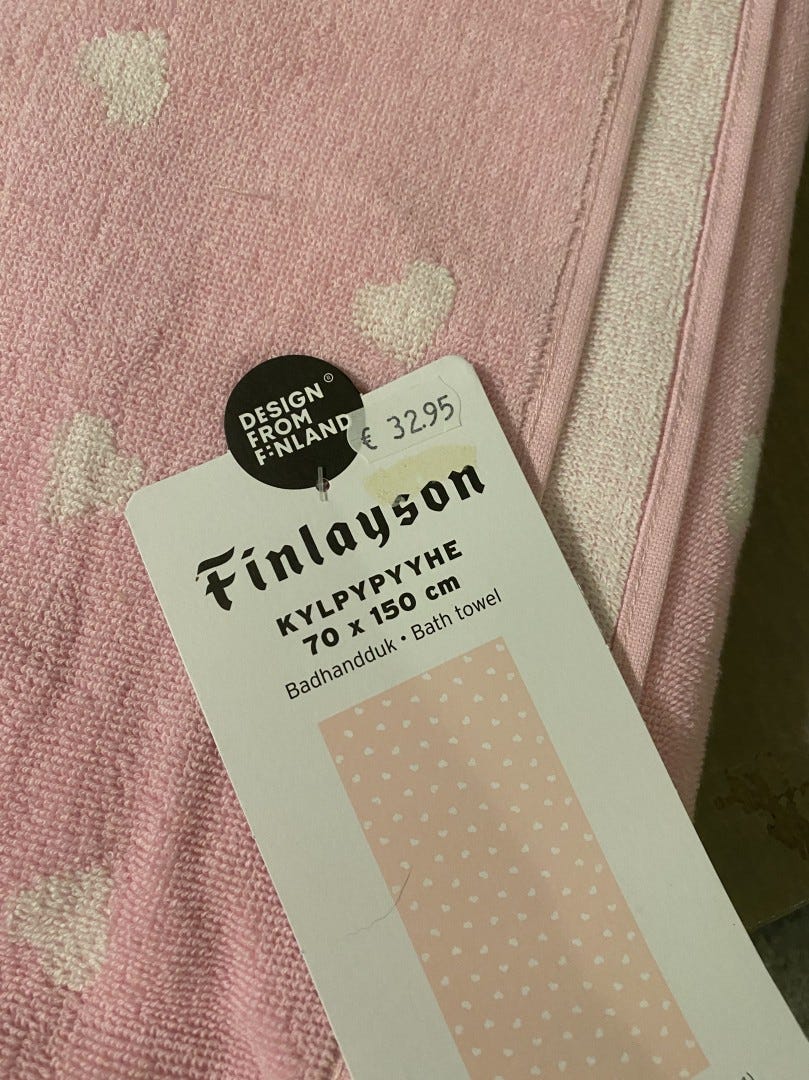 DESIGN®
FROM
FINLAND
€ 32.95
Finlayson
KYLPYPYYHE
70 x 150 cm
Badhandduk • Bath towel